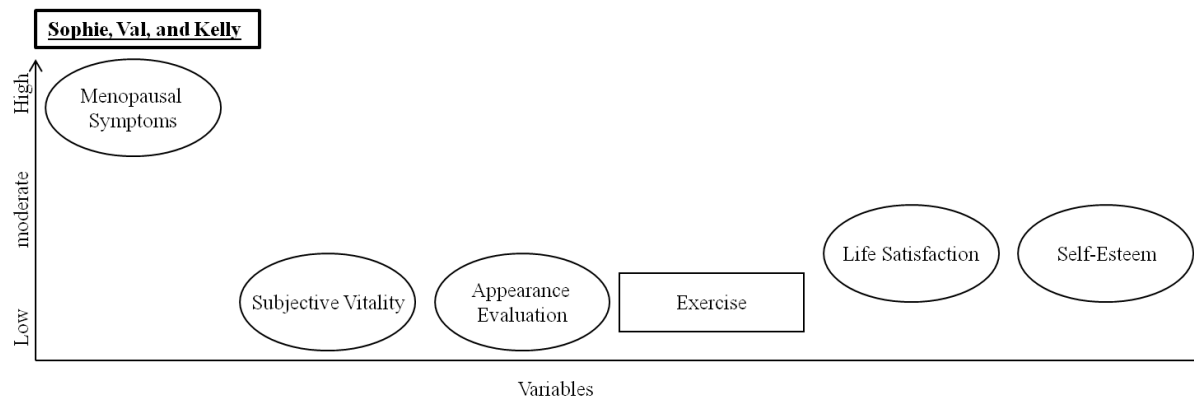 Sophie, Val, and Kelly
High
moderate
Low
Menopausal
Symptoms
Subjective Vitality
Appearance
Evaluation
Exercise
Life Satisfaction
Self-Esteem
Variables